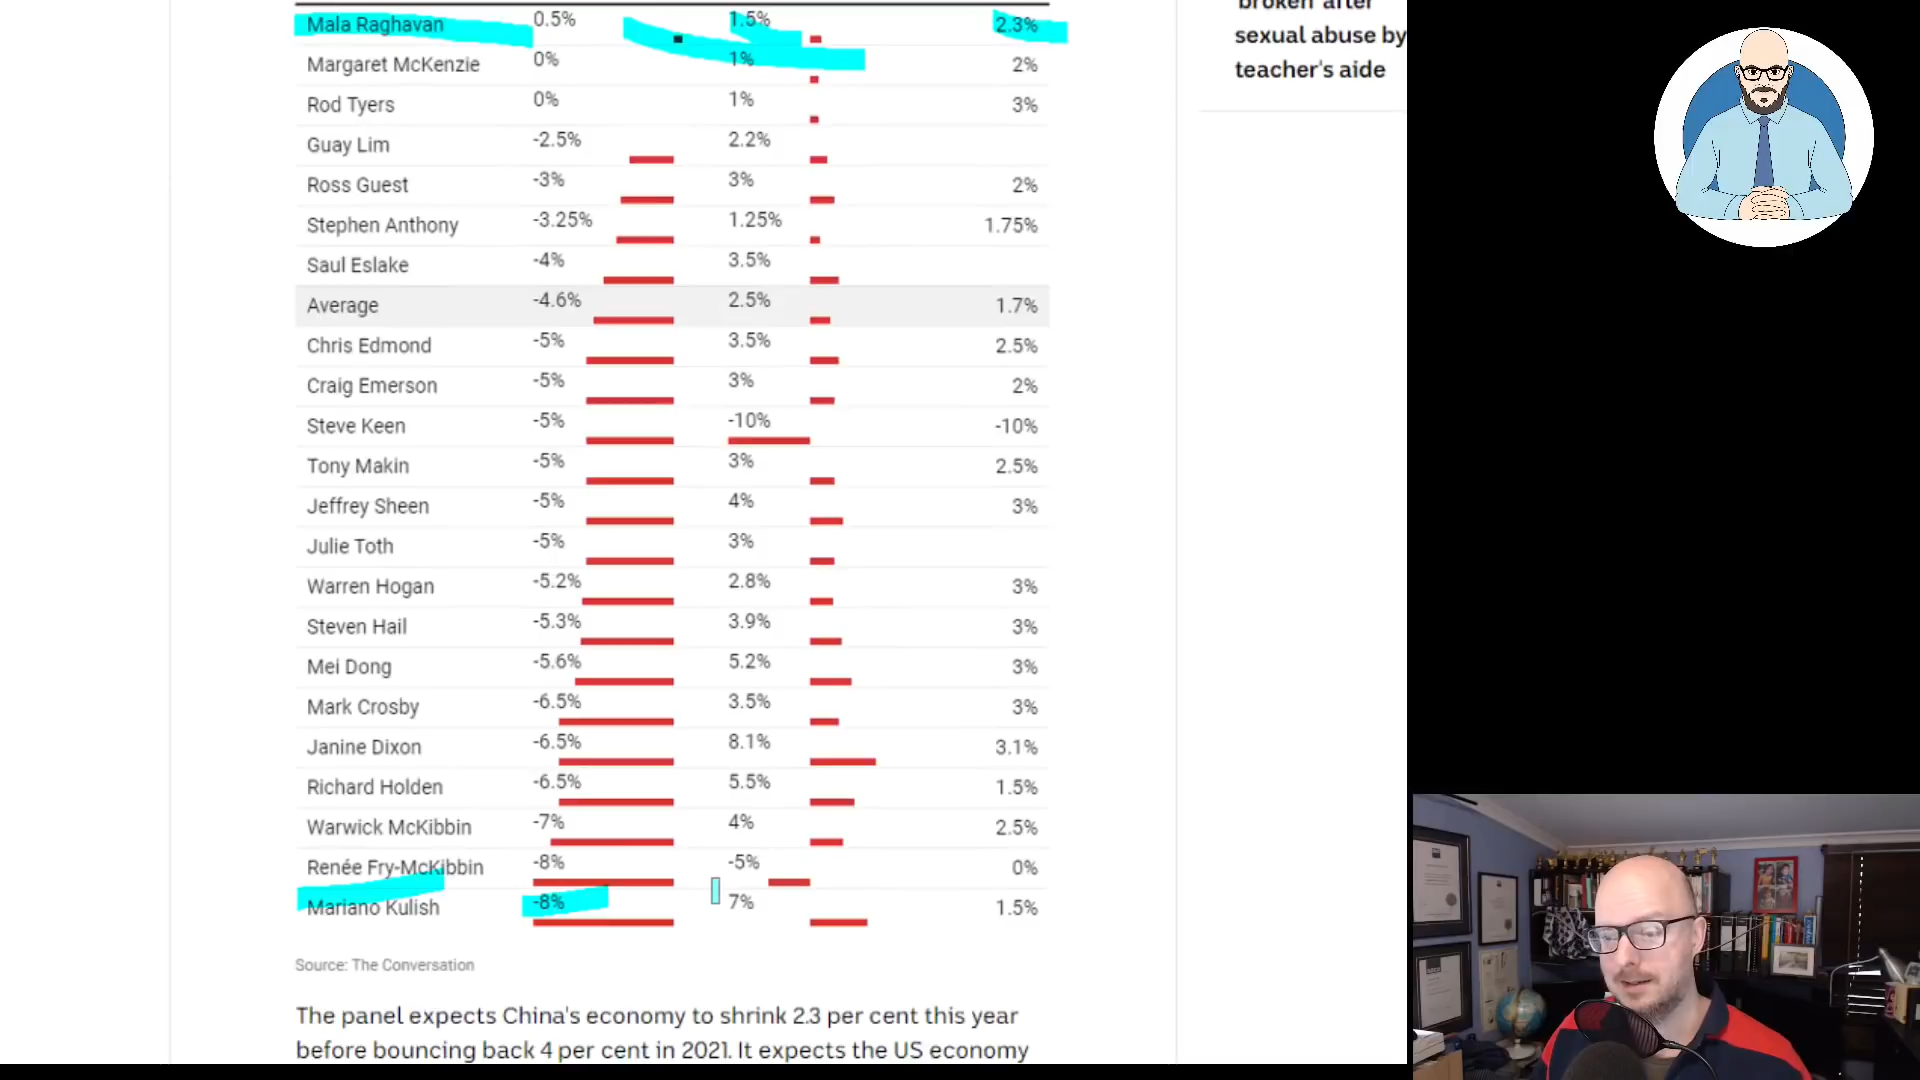 Mala Raghavan 0.5% 1.5% 2.3%
Margaret McKenzie 0% 1% 2%
Rod Tyers 0% 1% 3%
Guay Lim -2.5% 2.2%
Ross Guest -3% 3% 2%
Stephen Anthony -3.25% 1.25% 1.75%
Saul Eslake -4% 3.5%
Average -4.6% 2.5% 1.7%
Chris Edmond -5% 3.5% 2.5%
Craig Emerson -5% 3% 2%
Steve Keen -5% -10% -10%
Tony Makin -5% 3% 2.5%
Jeffrey Sheen -5% 4% 3%
Julie Toth -5% 3%
Warren Hogan -5.2% 2.8% 3%
Steven Hail -5.3% 3.9% 3%
Mei Dong -5.6% 5.2% 3%
Mark Crosby -6.5% 3.5% 3%
Janine Dixon -6.5% 8.1% 3.1%
Richard Holden -6.5% 5.5% 1.5%
Warwick McKibbin -7% 4% 2.5%
Renée Fry-McKibbin -8% -5% 0%
Mariano Kulish -8% 7% 1.5%
Source: The Conversation
The panel expects China's economy to shrink 2.3 per cent this year
before bouncing back 4 per cent in 2021. It expects the US economy
'broken' after
sexual abuse by
teacher's aide